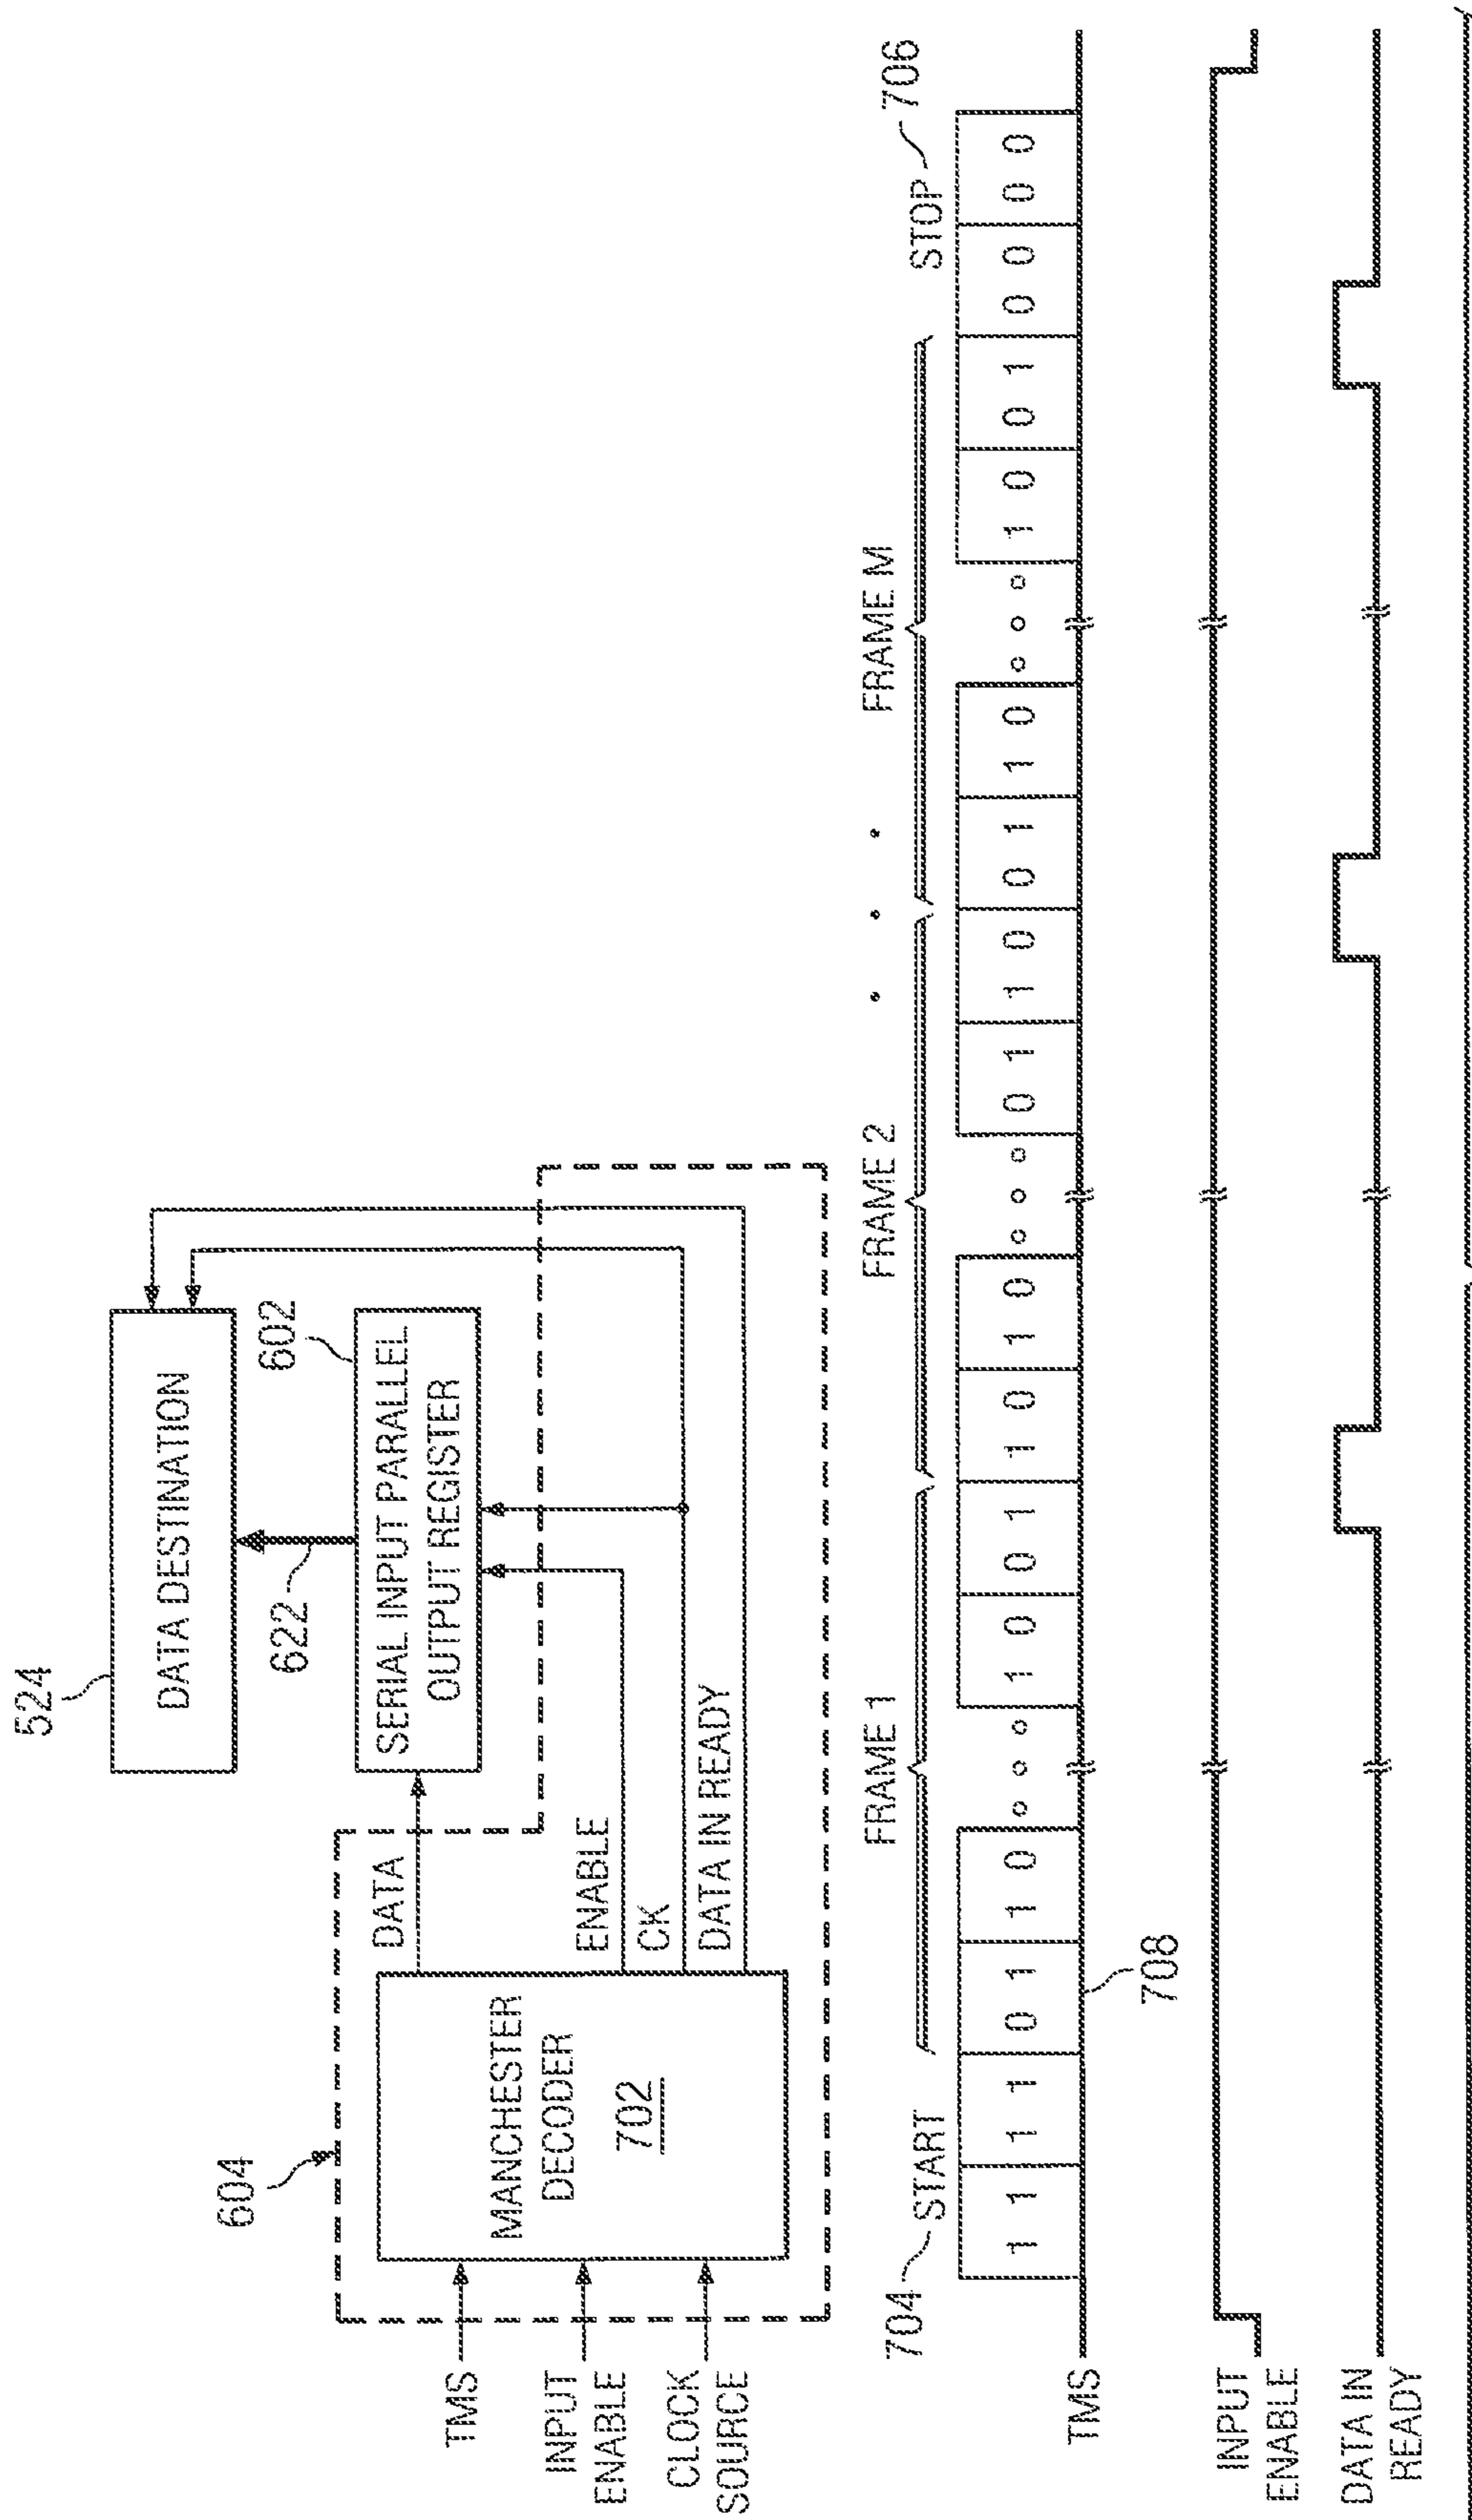 524
DATA DESTINATION
622
602
SERIAL INPUT PARALLEL
OUTPUT REGISTER
604
DATA
ENABLE
CK
DATA IN READY
MANCHESTER
DECODER
702
TMS
INPUT
ENABLE
CLOCK
SOURCE
FRAME 1
FRAME 2
FRAME M
704
START
STOP
706
TMS
1 1 1 1 0 1 1 0 1 0 0 1 1 0 1 0 0 1 1 0 0 1 1 0 1 0 0 1 0 0 0 0
708
INPUT
ENABLE
DATA IN
READY